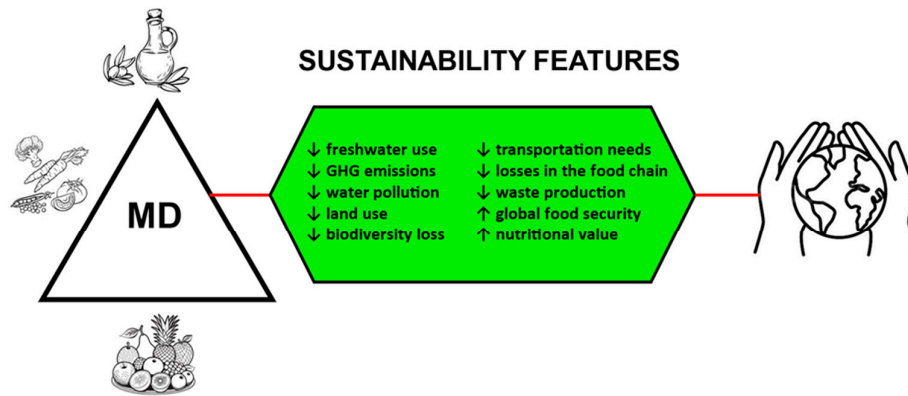 SUSTAINABILITY FEATURES
MD
↓ freshwater use
↓ GHG emissions
↓ water pollution
↓ land use
↓ biodiversity loss
↓ transportation needs
↓ losses in the food chain
↓ waste production
↑ global food security
↑ nutritional value